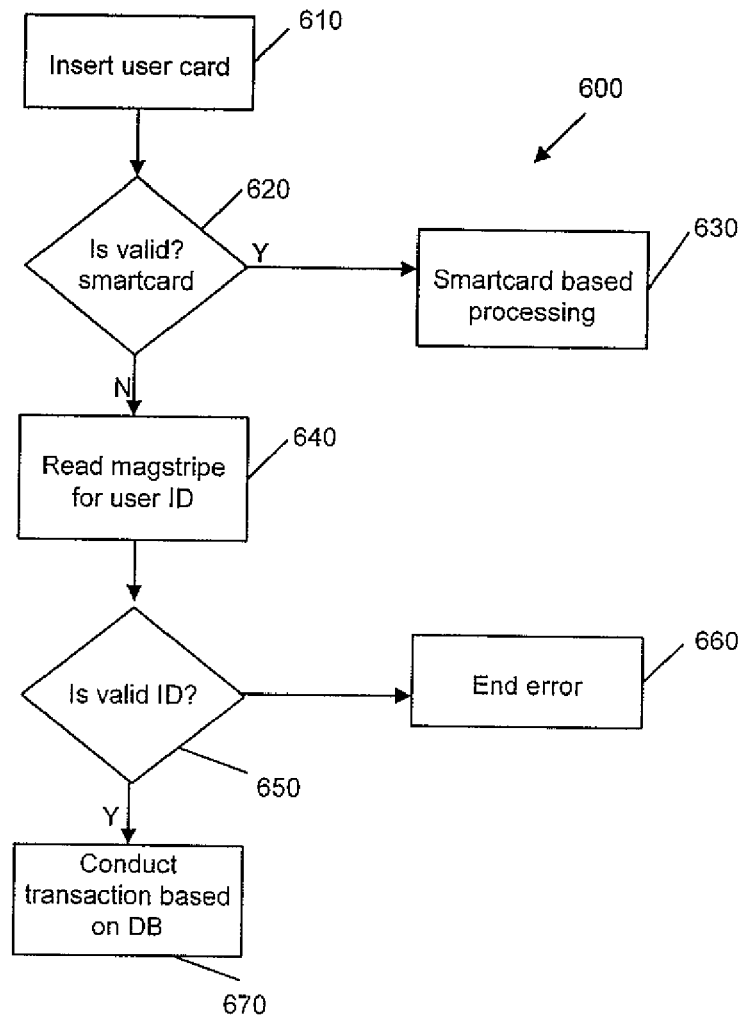 610
Insert user card
600
620
Is valid?
smartcard
Y
630
Smartcard based
processing
N
640
Read magstripe
for user ID
660
Is valid ID?
End error
650
Y
Conduct
transaction based
on DB
670